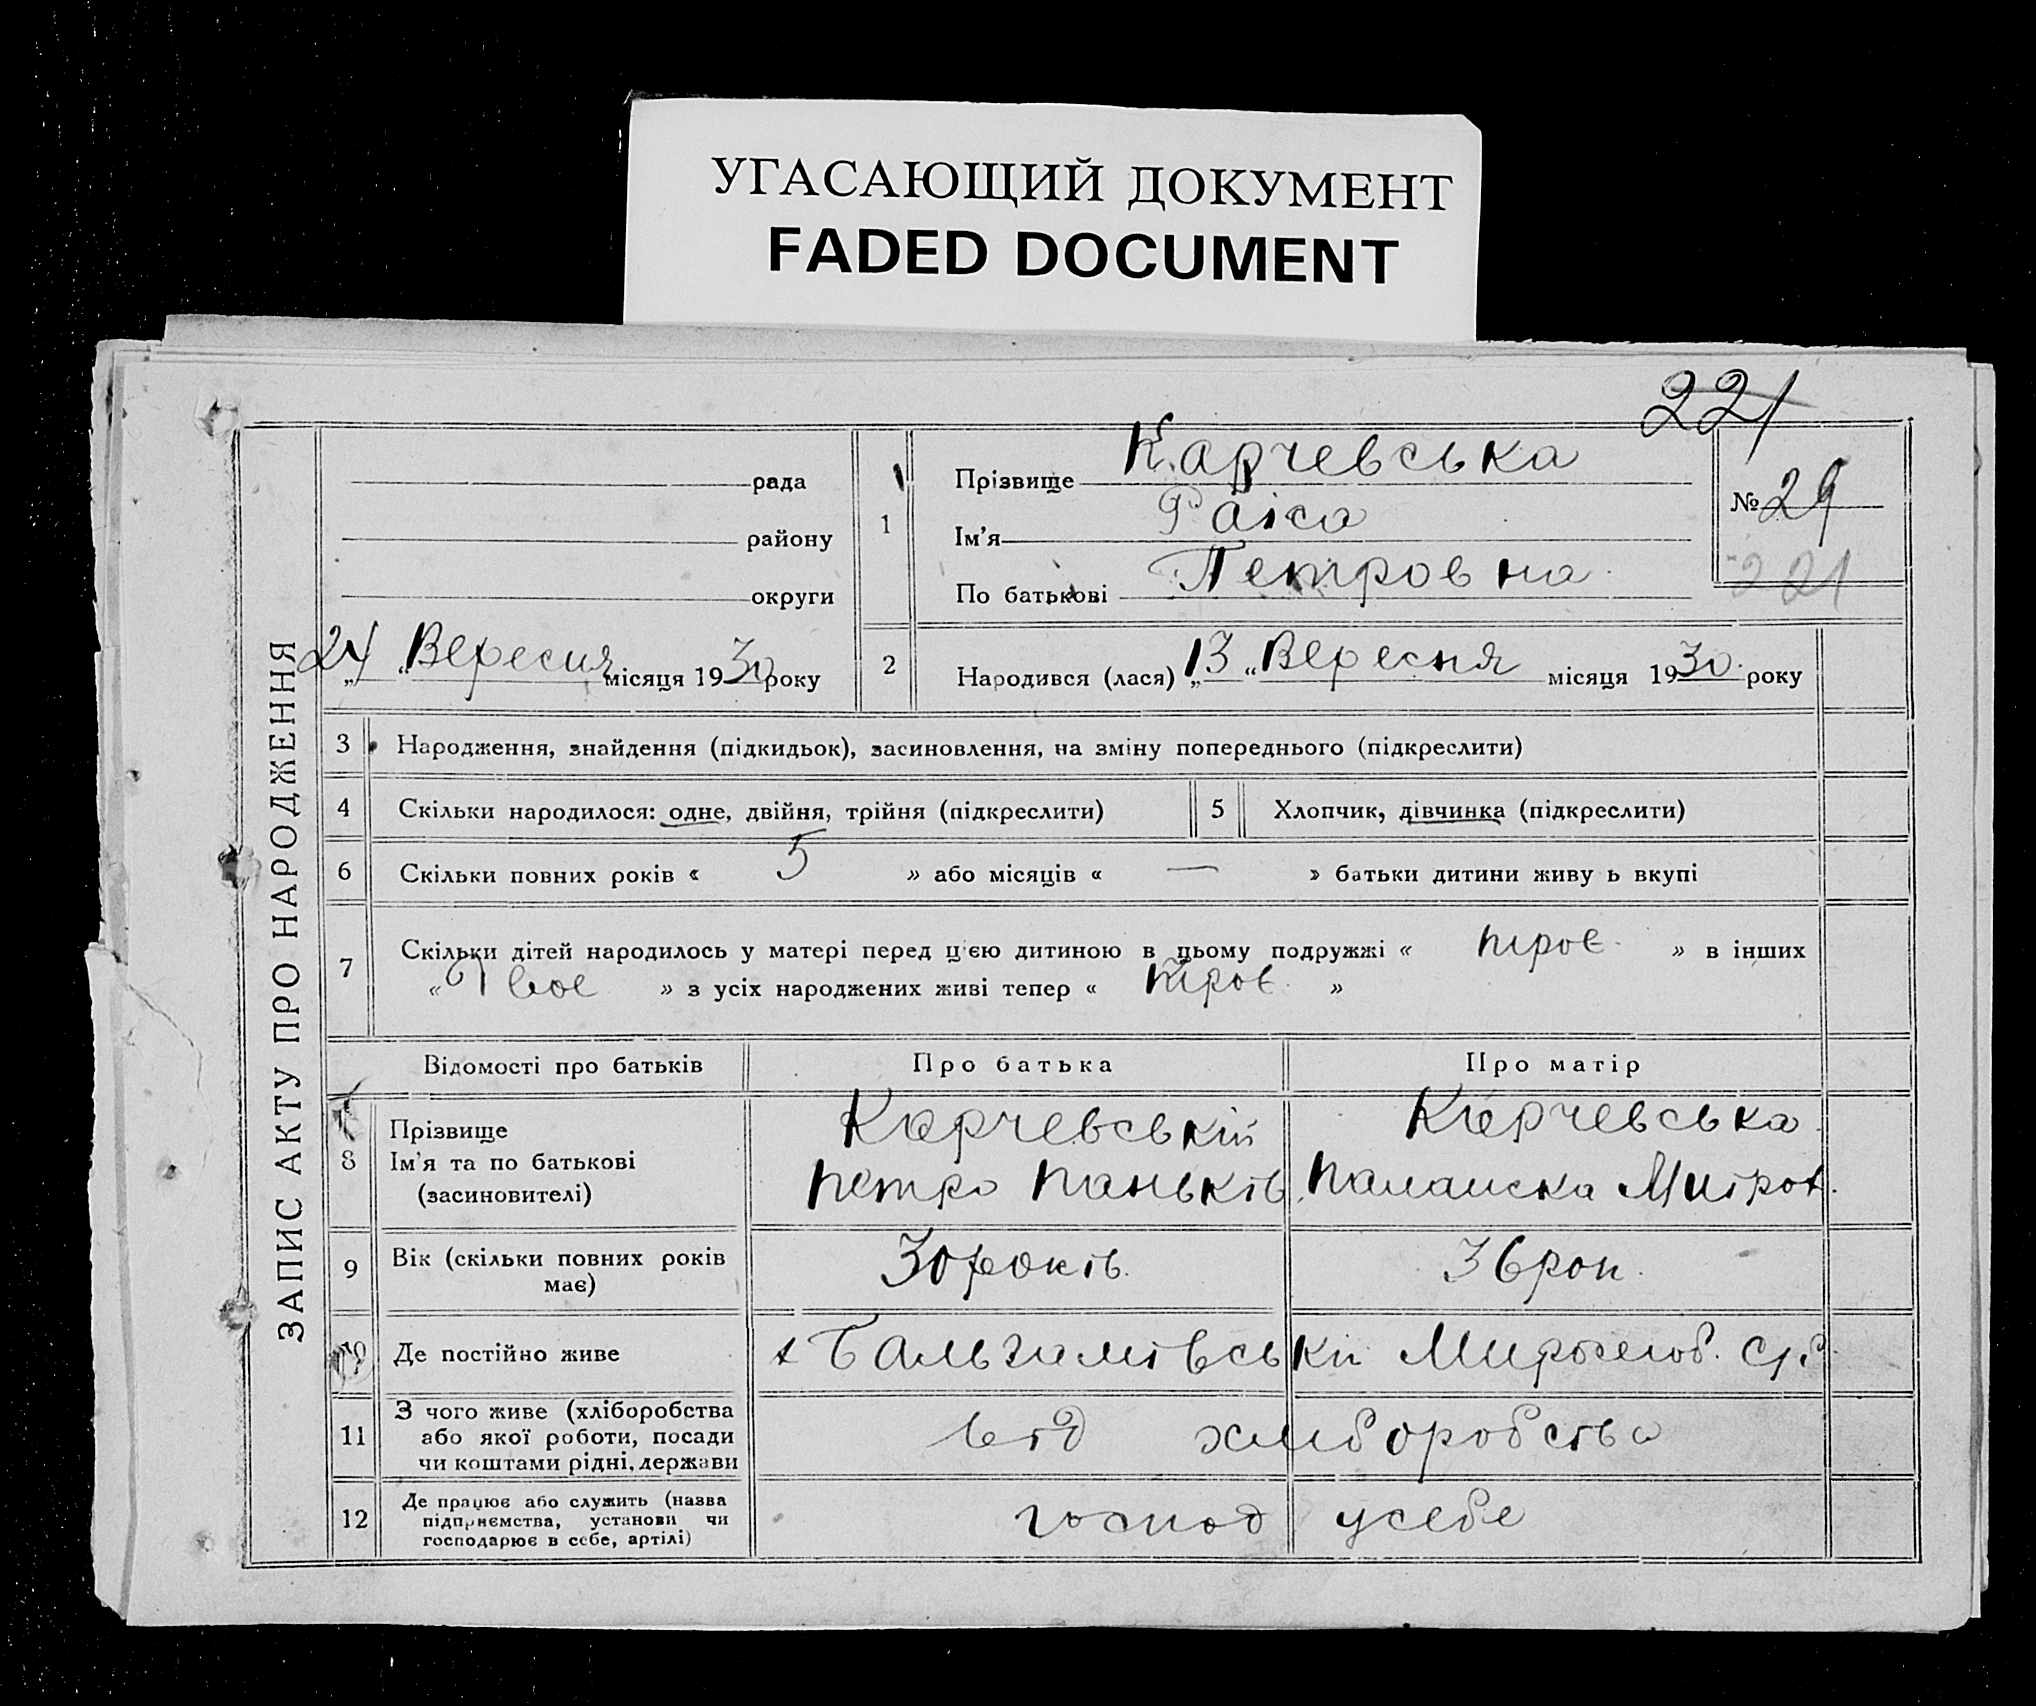 УГАСАЮЩИЙ ДОКУМЕНТ
FADED DOCUMENT
221
ЗАПИС АКТУ ПРО НАРОДЖЕННЯ
рада
району
округи
„24“ Вересня місяця 1930 року
1
Прізвище Карчевська
Ім'я Раіса
По батькові Петровна
№ 29
221
2 Народився (лася) „13“ Вересня місяця 1930 року
3 Народження, знайдення (підкидьок), засиновлення, на зміну попереднього (підкреслити)
4 Скільки народилося: одне, двійня, трійня (підкреслити) 5 Хлопчик, дівчинка (підкреслити)
6 Скільки повних років « 5 » або місяців « — » батьки дитини живу ь вкупі
7 Скільки дітей народилось у матері перед цією дитиною в цьому подружжі « троє » в інших
« двоє » з усіх народжених живі тепер « троє »
Відомості про батьків Про батька Про матір
8 Прізвище Карчевській Карчевська
Ім'я та по батькові Петро Паньків
(засиновителі)
9 Вік (скільки повних років має) 30 років 36 рок
10 Де постійно живе
11 З чого живе (хліборобства або якої роботи, посади чи коштами рідні, держави від хліборобства
12 Де працює або служить (назва підприємства, установи чи господарює в себе, артілі) господ усебе